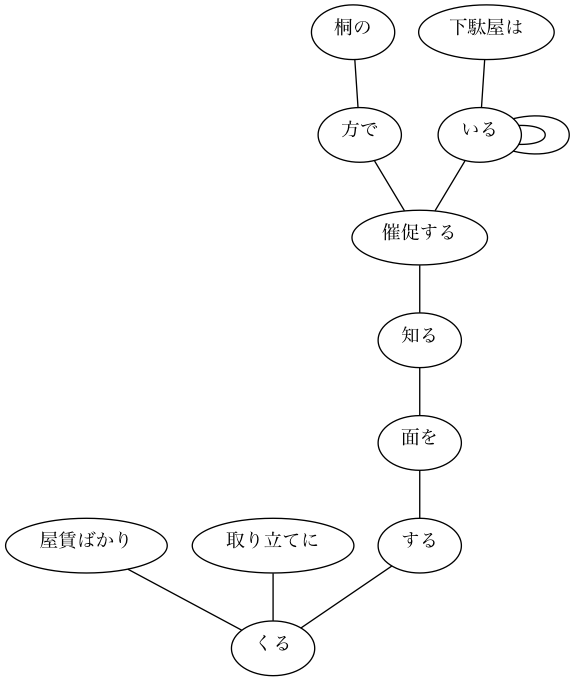 桐の
下駄屋は
方で
いる
催促する
知る
面を
屋賃ばかり
取り立てに
する
くる